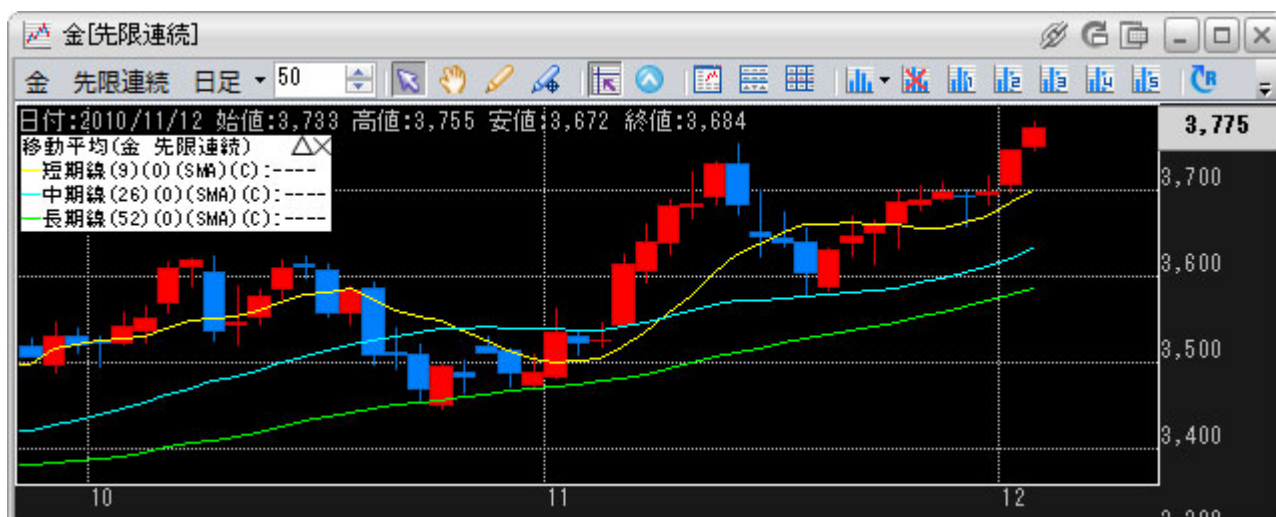 金[先限連続]
金 先限連続 日足 50
日付:2010/11/12 始値:3,733 高値:3,755 安値:3,672 終値:3,684
3,775
移動平均(金 先限連続) △×
短期線(9)(0)(SMA)(C):----
中期線(26)(0)(SMA)(C):----
長期線(52)(0)(SMA)(C):----
3,700
3,600
3,500
3,400
10 11 12